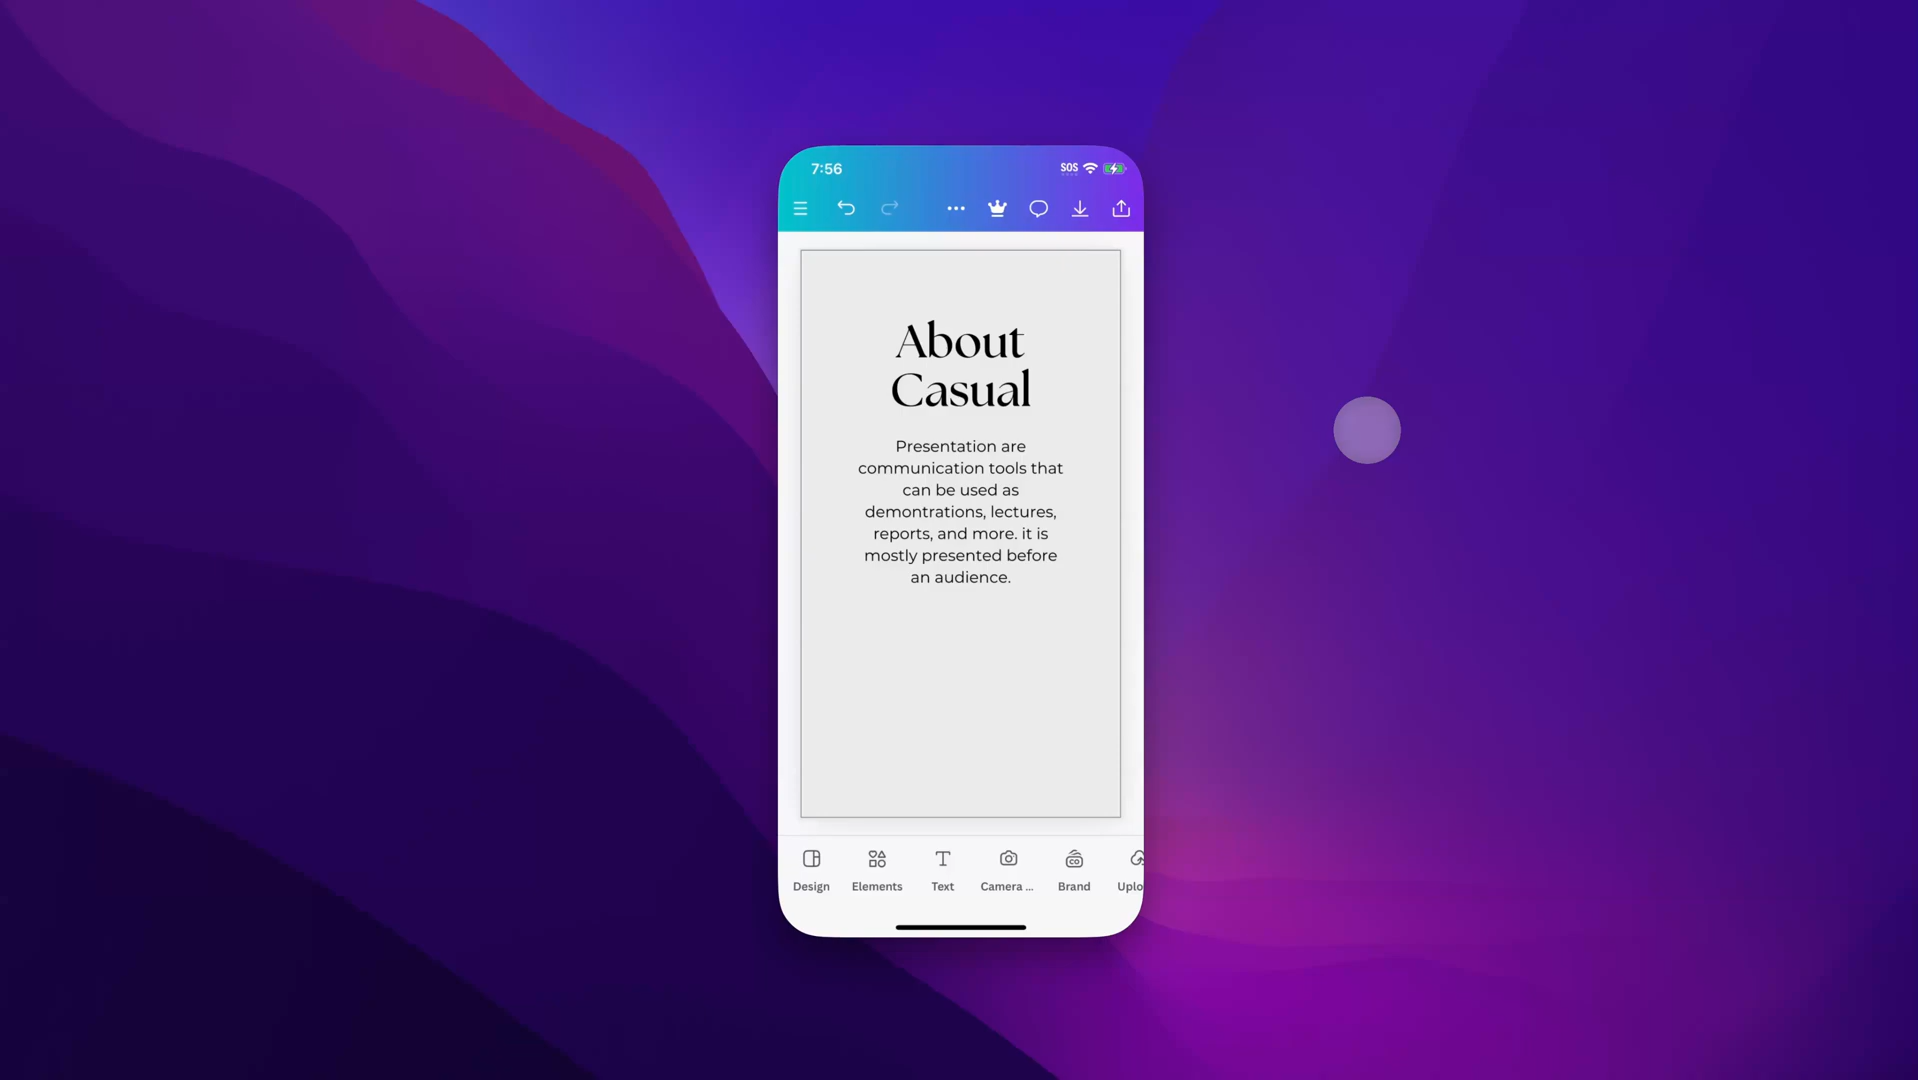 7:56
SOS
About
Casual
Presentation are
communication tools that
can be used as
demontrations, lectures,
reports, and more. it is
mostly presented before
an audience.
Design Elements Text Camera ... Brand Uplo